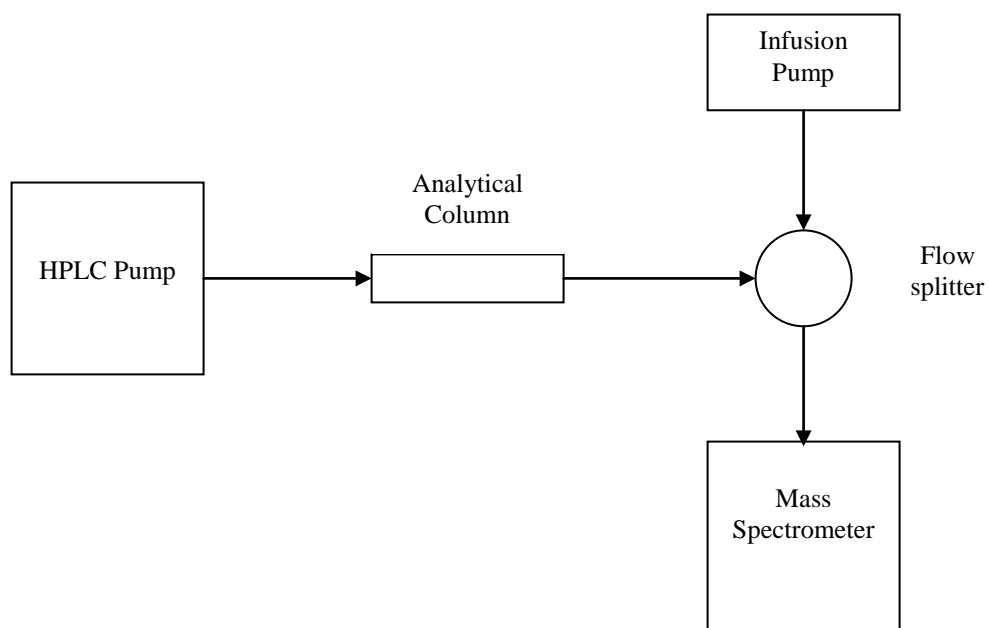 Infusion
Pump
Analytical
Column
HPLC Pump
Flow
splitter
Mass
Spectrometer